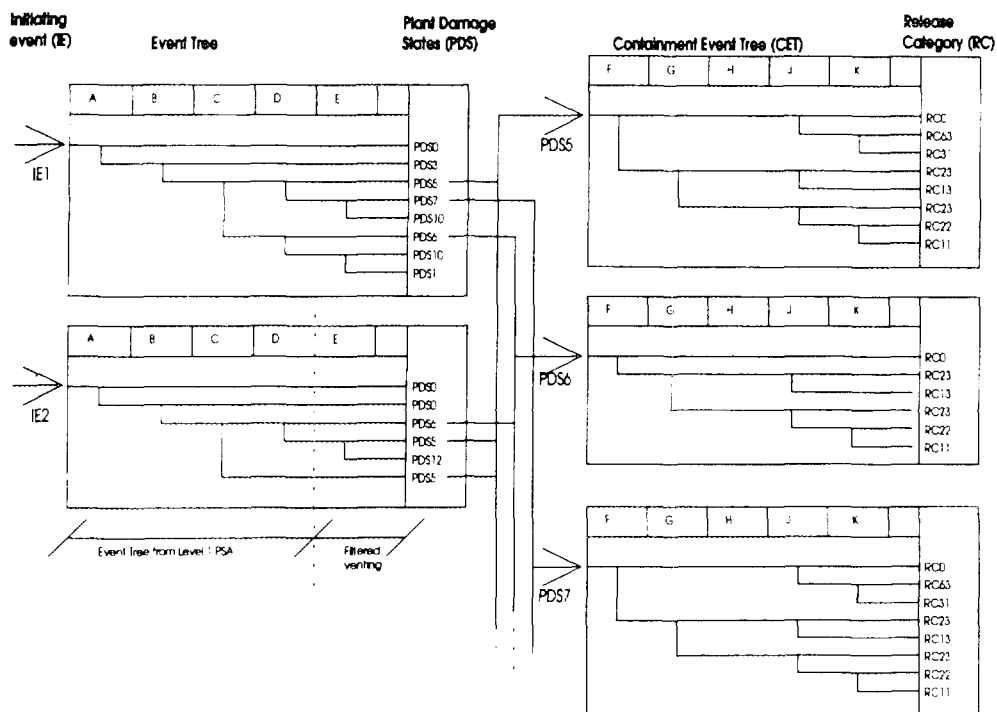 Initiating event (IE)
Event Tree
Plant Damage States (PDS)
A B C D E
IE1
PDS0
PDS3
PDS5
PDS7
PDS10
PDS6
PDS10
PDS1
A B C D E
IE2
PDS0
PDS0
PDS6
PDS5
PDS12
PDS5
Event Tree from Level 1 PSA
Filtered venting
Containment Event Tree (CET)
Release Category (RC)
F G H J K
PDS5
RC0
RC63
RC31
RC23
RC13
RC23
RC22
RC11
F G H J K
PDS6
RC0
RC23
RC13
RC23
RC22
RC11
F G H J K
PDS7
RC0
RC63
RC31
RC23
RC13
RC23
RC22
RC11